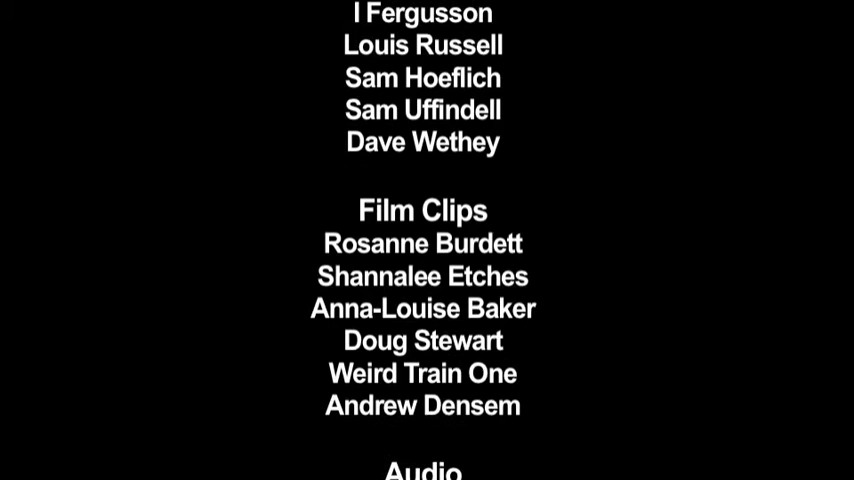 I Fergusson
Louis Russell
Sam Hoeflich
Sam Uffindell
Dave Wethey
Film Clips
Rosanne Burdett
Shannalee Etches
Anna-Louise Baker
Doug Stewart
Weird Train One
Andrew Densem
Audio